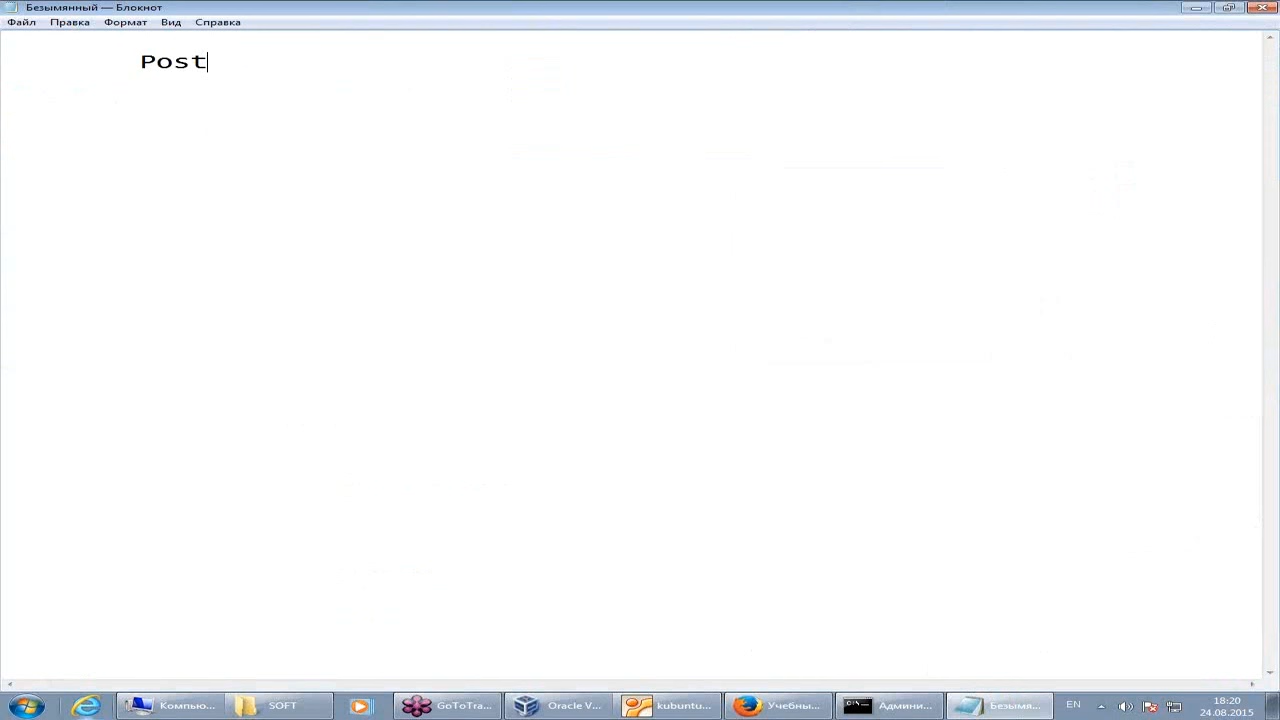 Безымянный — Блокнот
Файл Правка Формат Вид Справка
Post
Компью... SOFT GoToTra... Oracle V... kubuntu... Учебны... Админи... Безымя... EN 18:20
24.08.2015